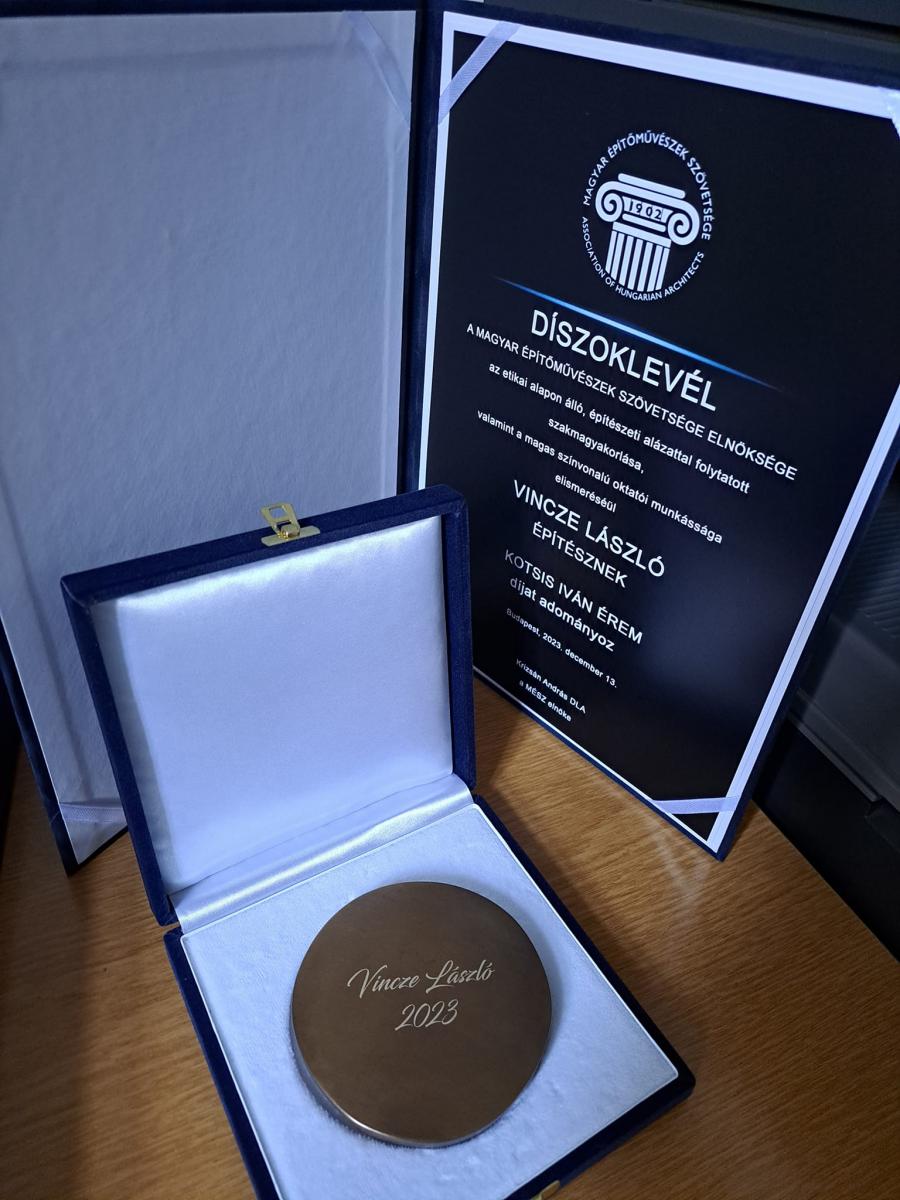 MAGYAR ÉPÍTŐMŰVÉSZEK SZÖVETSÉGE
1902
ASSOCIATION OF HUNGARIAN ARCHITECTS
DÍSZOKLEVÉL
A MAGYAR ÉPÍTŐMŰVÉSZEK SZÖVETSÉGE ELNÖKSÉGE
az etikai alapon álló, építészeti alázattal folytatott
szakmagyakorlása,
valamint a magas színvonalú oktatói munkássága
elismeréséül
VINCZE LÁSZLÓ
ÉPÍTÉSZNEK
KOTSIS IVÁN ÉREM
díjat adományoz
Budapest, 2023. december 13.
Krizsán András DLA
a MÉSZ elnöke
Vincze László
2023